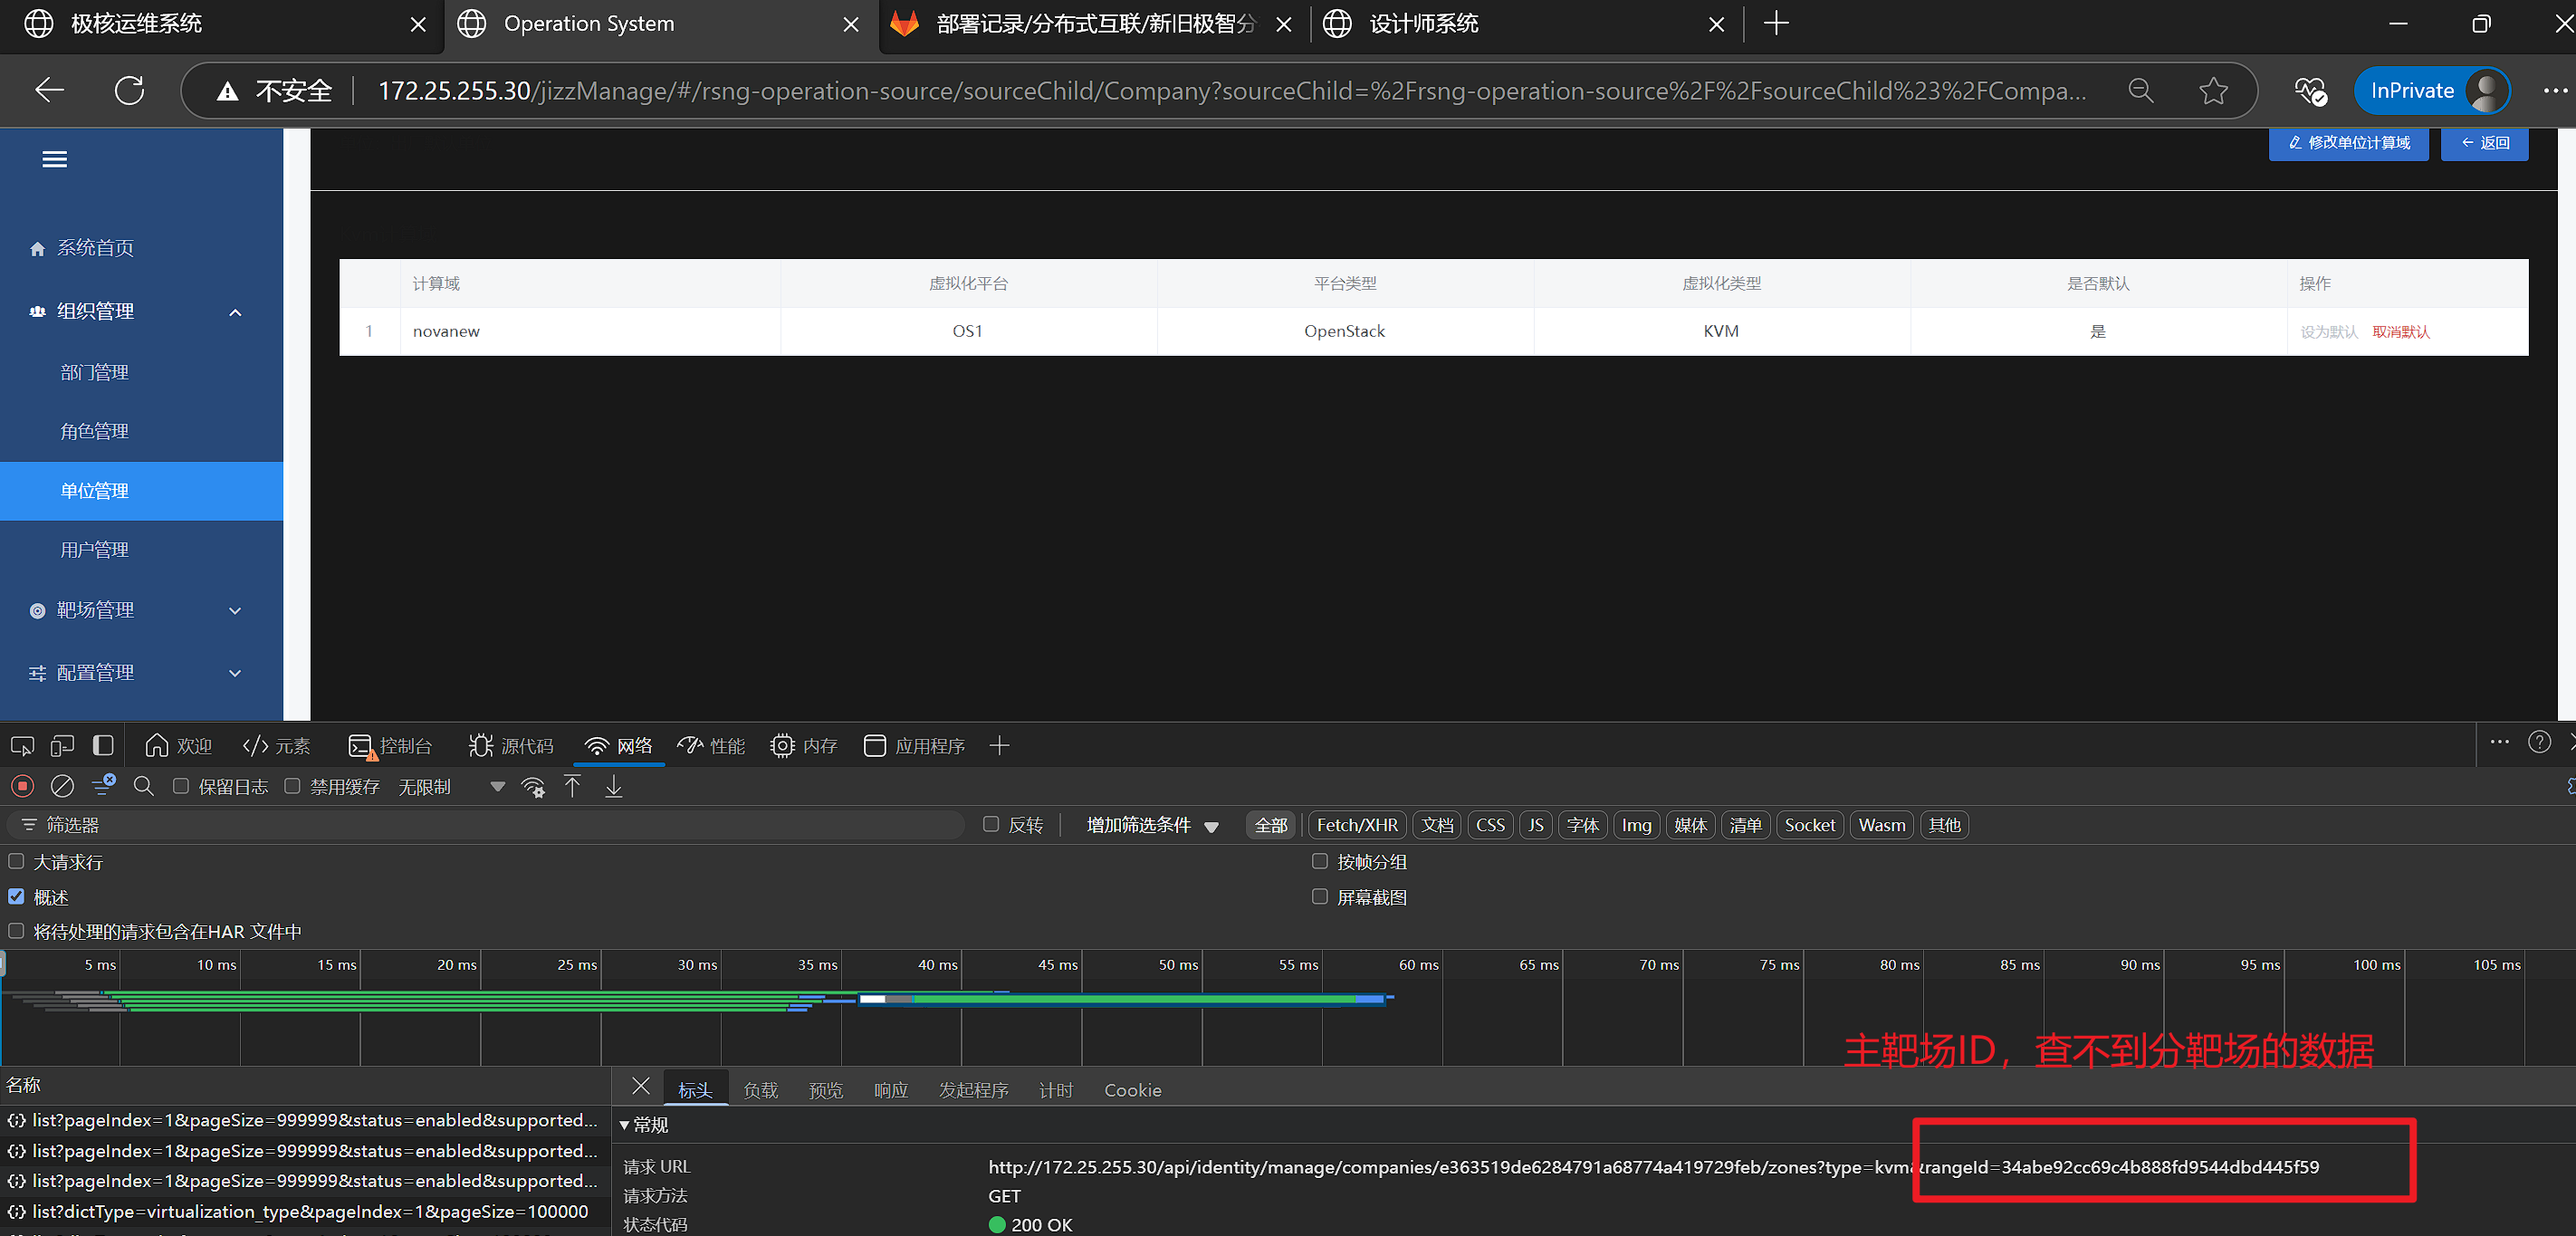 极核运维系统
Operation System
部署记录/分布式互联/新旧极智分
设计师系统
不安全
172.25.255.30/jizzManage/#/rsng-operation-source/sourceChild/Company?sourceChild=%2Frsng-operation-source%2F%2FsourceChild%23%2FCompa...
InPrivate
修改单位计算域
返回
系统首页
组织管理
部门管理
角色管理
单位管理
用户管理
靶场管理
配置管理
计算域 虚拟化平台 平台类型 虚拟化类型 是否默认 操作
1 novanew OS1 OpenStack KVM 是 设为默认 取消默认
欢迎 元素 控制台 源代码 网络 性能 内存 应用程序
保留日志 禁用缓存 无限制
筛选器 反转 增加筛选条件 全部 Fetch/XHR 文档 CSS JS 字体 Img 媒体 清单 Socket Wasm 其他
大请求行 按帧分组
概述 屏幕截图
将待处理的请求包含在HAR 文件中
5 ms 10 ms 15 ms 20 ms 25 ms 30 ms 35 ms 40 ms 45 ms 50 ms 55 ms 60 ms 65 ms 70 ms 75 ms 80 ms 85 ms 90 ms 95 ms 100 ms 105 ms
主靶场ID，查不到分靶场的数据
名称
标头 负载 预览 响应 发起程序 计时 Cookie
list?pageIndex=1&pageSize=999999&status=enabled&supported...
list?pageIndex=1&pageSize=999999&status=enabled&supported...
list?pageIndex=1&pageSize=999999&status=enabled&supported...
list?dictType=virtualization_type&pageIndex=1&pageSize=100000
常规
请求 URL http://172.25.255.30/api/identity/manage/companies/e363519de6284791a68774a419729feb/zones?type=kvm&rangeId=34abe92cc69c4b888fd9544dbd445f59
请求方法 GET
状态代码 200 OK